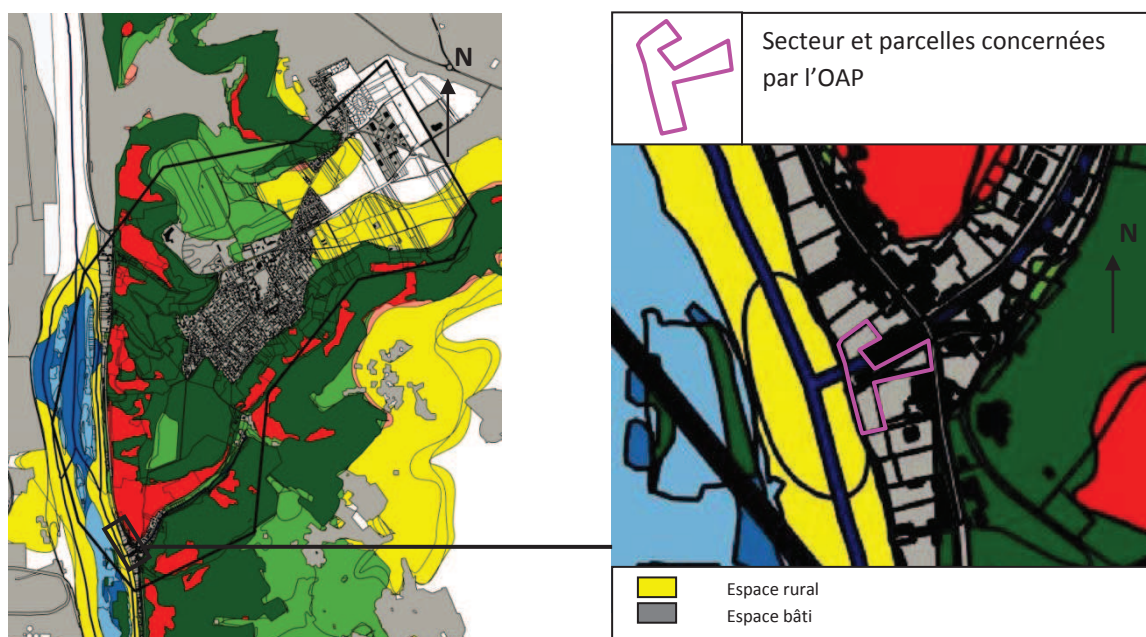 N
Secteur et parcelles concernées
par l'OAP
N
Espace rural
Espace bâti